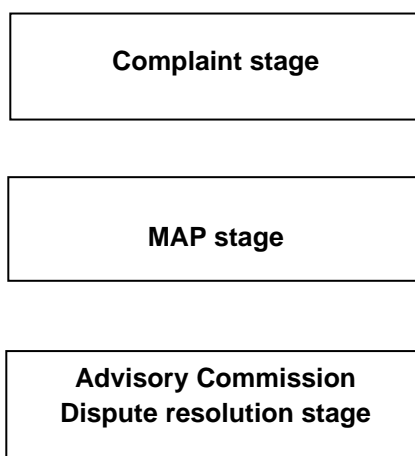 Complaint stage
MAP stage
Advisory Commission
Dispute resolution stage